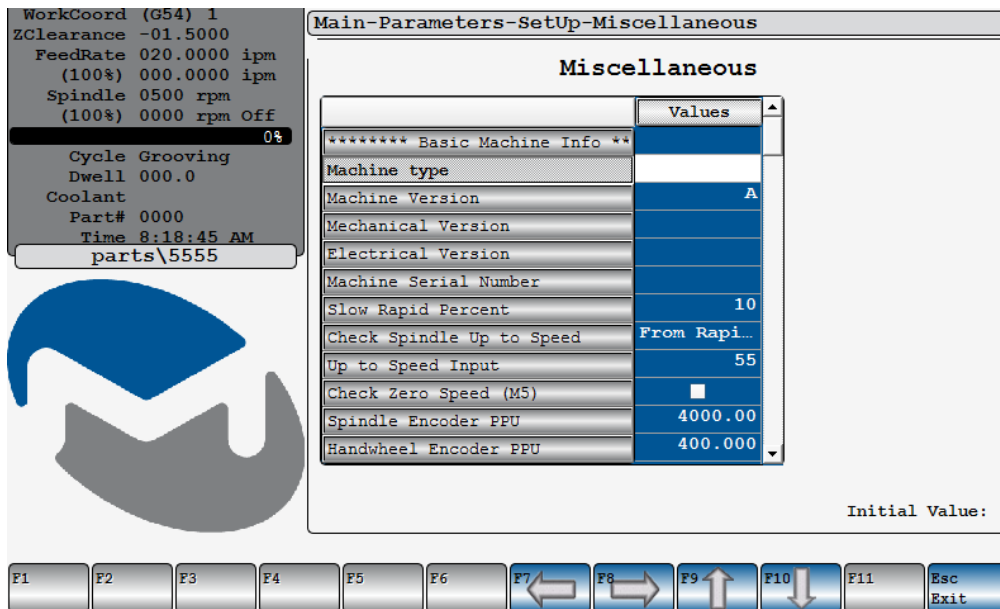 WorkCoord (G54) 1
ZClearance -01.5000
FeedRate 020.0000 ipm
(100%) 000.0000 ipm
Spindle 0500 rpm
(100%) 0000 rpm Off
0%
Cycle Grooving
Dwell 000.0
Coolant
Part# 0000
Time 8:18:45 AM
parts\5555
Main-Parameters-SetUp-Miscellaneous
Miscellaneous
Values
******** Basic Machine Info **
Machine type
Machine Version A
Mechanical Version
Electrical Version
Machine Serial Number
Slow Rapid Percent 10
Check Spindle Up to Speed From Rapi...
Up to Speed Input 55
Check Zero Speed (M5)
Spindle Encoder PPU 4000.00
Handwheel Encoder PPU 400.000
Initial Value:
F1 F2 F3 F4 F5 F6 F7 F8 F9 F10 F11 Esc
Exit